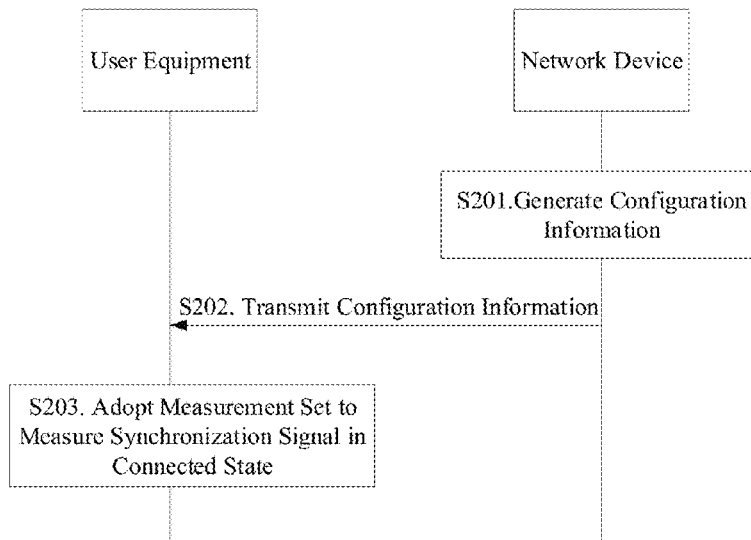 User Equipment
Network Device
S201.Generate Configuration
Information
S202. Transmit Configuration Information
S203. Adopt Measurement Set to
Measure Synchronization Signal in
Connected State